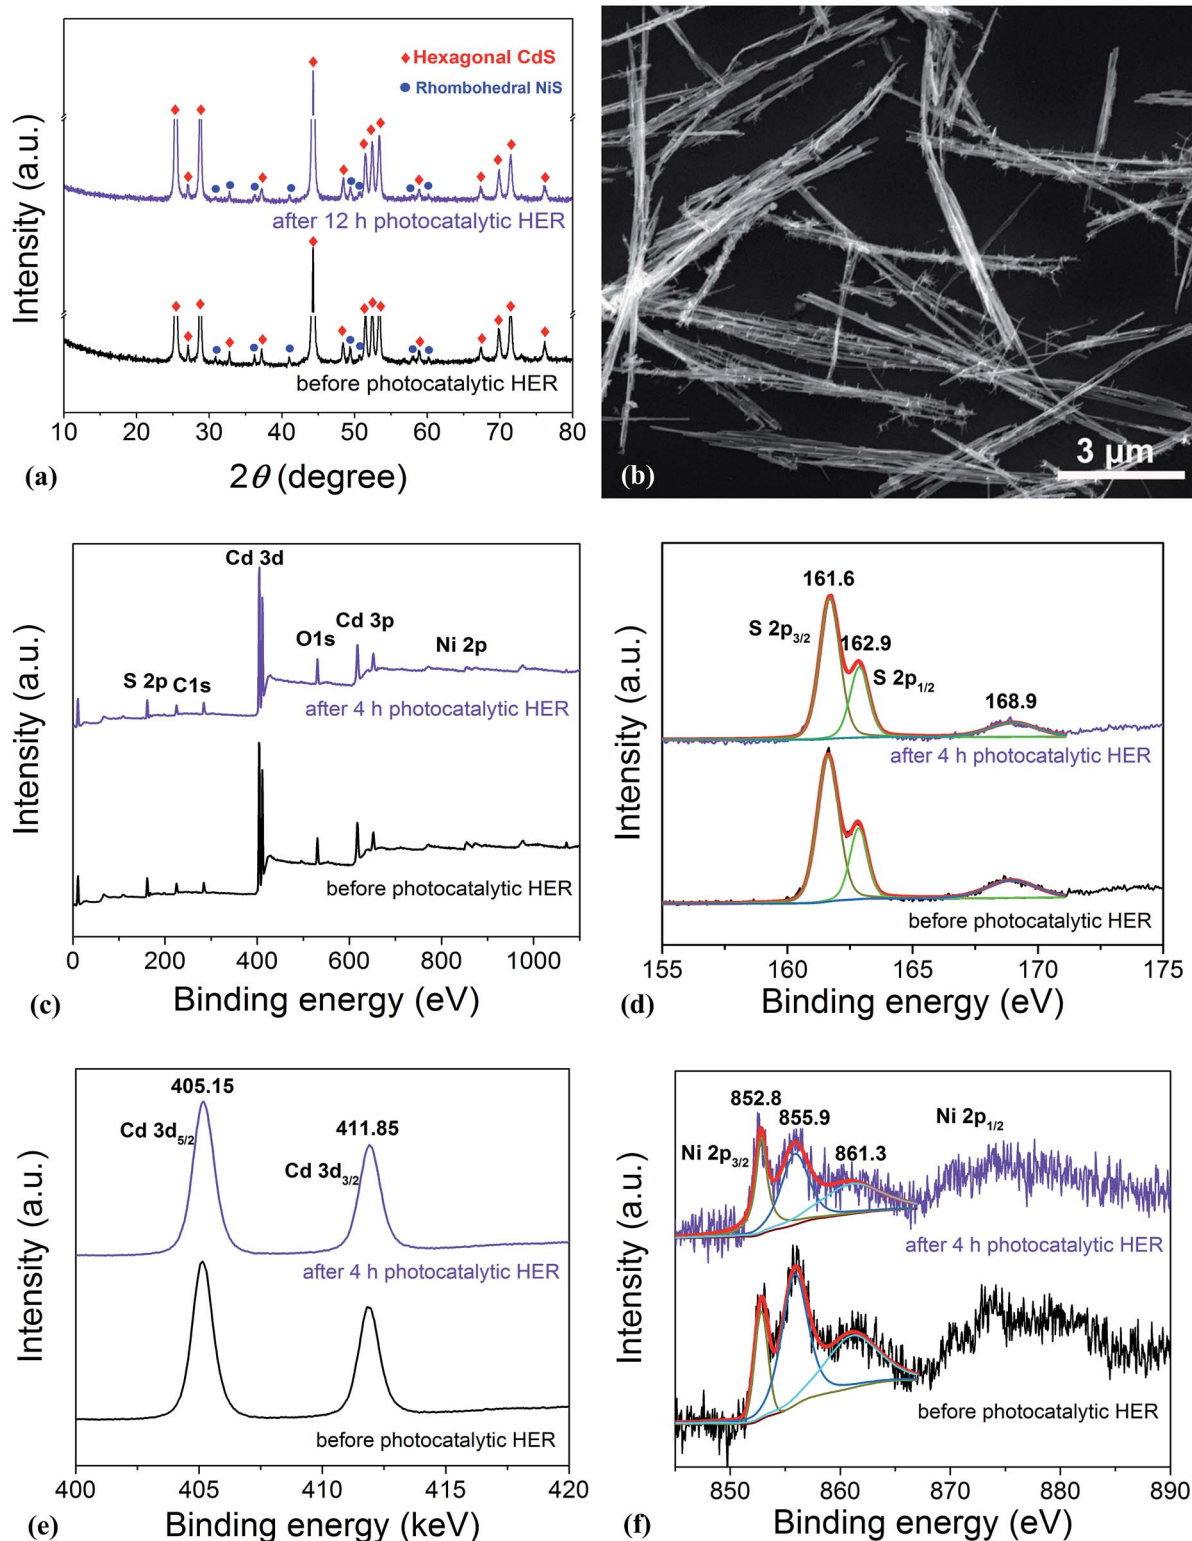 ♦ Hexagonal CdS
● Rhombohedral NiS
Intensity (a.u.)
after 12 h photocatalytic HER
before photocatalytic HER
10 20 30 40 50 60 70 80
2θ (degree)
(a)
3 µm
(b)
Cd 3d
O1s
Cd 3p
Ni 2p
S 2p
C1s
Intensity (a.u.)
after 4 h photocatalytic HER
before photocatalytic HER
0 200 400 600 800 1000
Binding energy (eV)
(c)
161.6
S 2p3/2
162.9
S 2p1/2
168.9
Intensity (a.u.)
after 4 h photocatalytic HER
before photocatalytic HER
155 160 165 170 175
Binding energy (eV)
(d)
405.15
Cd 3d5/2
411.85
Cd 3d3/2
Intensity (a.u.)
after 4 h photocatalytic HER
before photocatalytic HER
400 405 410 415 420
Binding energy (keV)
(e)
852.8
855.9
Ni 2p1/2
Ni 2p3/2
861.3
Intensity (a.u.)
after 4 h photocatalytic HER
before photocatalytic HER
850 860 870 880 890
Binding energy (eV)
(f)